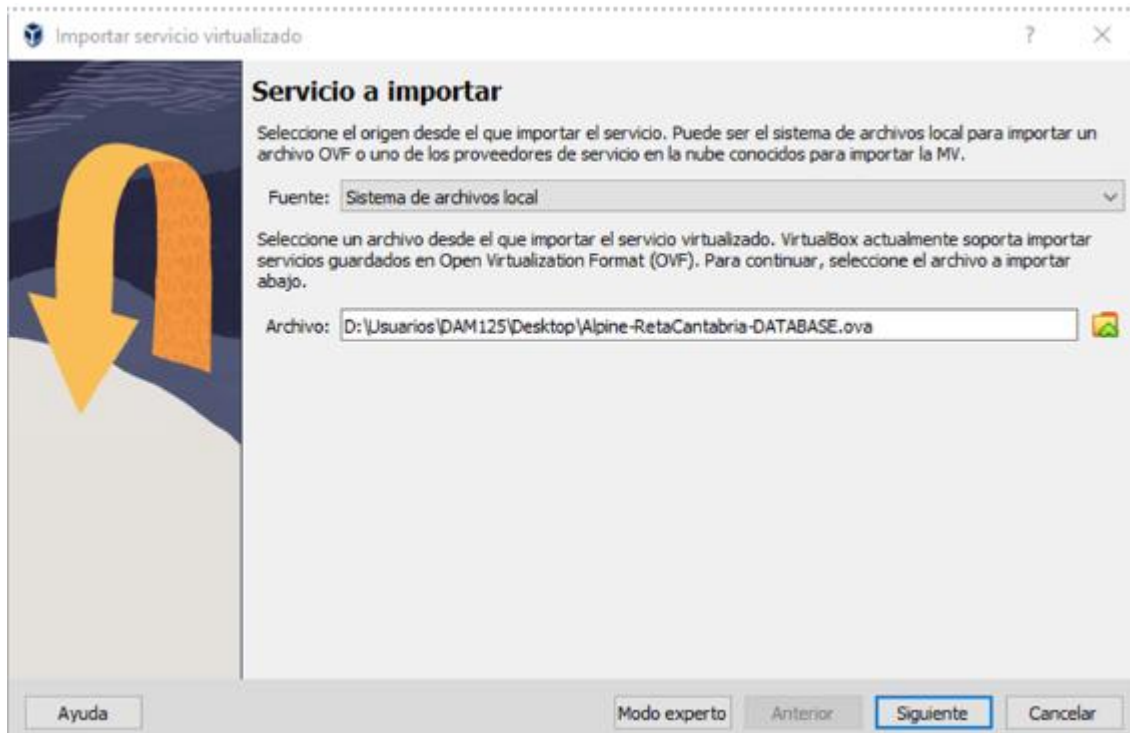 Importar servicio virtualizado
?
Servicio a importar
Seleccione el origen desde el que importar el servicio. Puede ser el sistema de archivos local para importar un
archivo OVF o uno de los proveedores de servicio en la nube conocidos para importar la MV.
Fuente: Sistema de archivos local
Seleccione un archivo desde el que importar el servicio virtualizado. VirtualBox actualmente soporta importar
servicios guardados en Open Virtualization Format (OVF). Para continuar, seleccione el archivo a importar
abajo.
Archivo: D:\Usuarios\DAM125\Desktop\Alpine-RetaCantabria-DATABASE.ova
Ayuda Modo experto Anterior Siguiente Cancelar